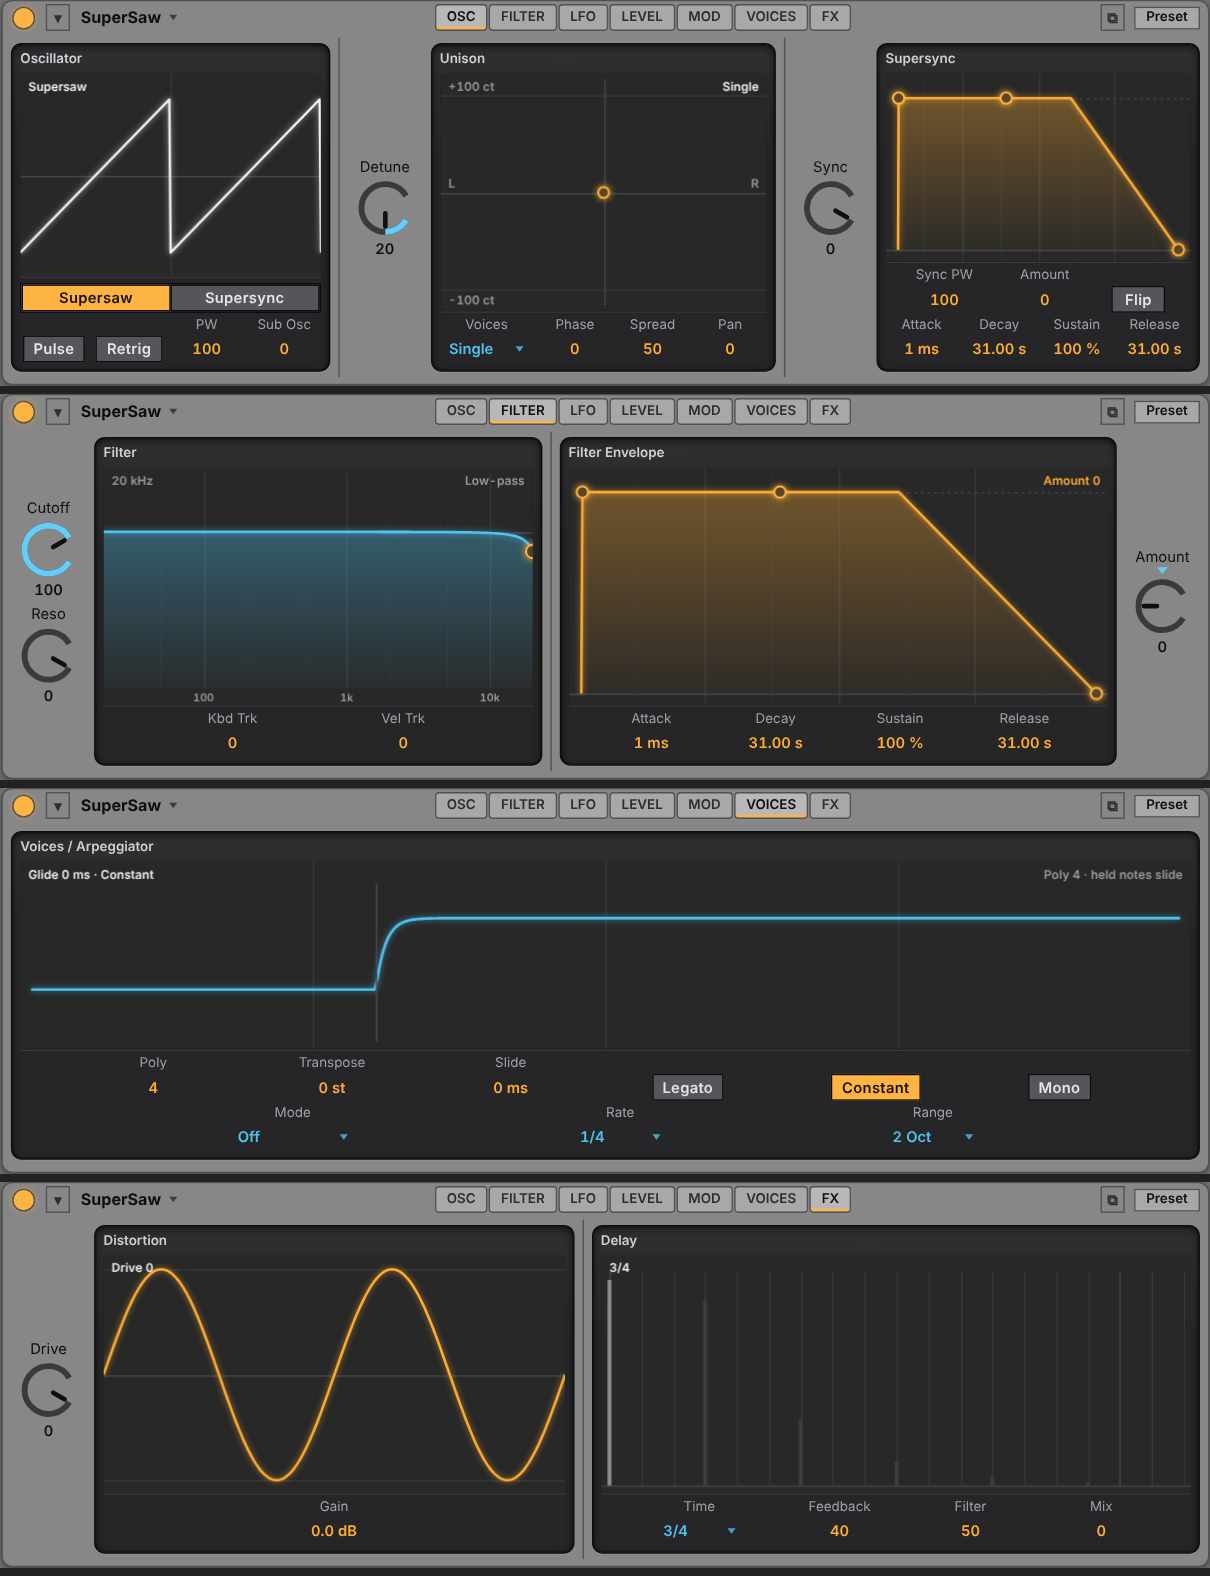 SuperSaw OSC FILTER LFO LEVEL MOD VOICES FX Preset
Oscillator
Supersaw
Supersaw Supersync
PW Sub Osc
Pulse Retrig 100 0
Detune
20
Unison
+100 ct Single
L R
-100 ct
Voices Phase Spread Pan
Single 0 50 0
Sync
0
Supersync
Sync PW Amount
100 0 Flip
Attack Decay Sustain Release
1 ms 31.00 s 100 % 31.00 s
SuperSaw OSC FILTER LFO LEVEL MOD VOICES FX Preset
Cutoff
100
Reso
0
Filter
20 kHz Low-pass
100 1k 10k
Kbd Trk Vel Trk
0 0
Filter Envelope
Amount 0
Attack Decay Sustain Release
1 ms 31.00 s 100 % 31.00 s
Amount
0
SuperSaw OSC FILTER LFO LEVEL MOD VOICES FX Preset
Voices / Arpeggiator
Glide 0 ms · Constant Poly 4 · held notes slide
Poly Transpose Slide
4 0 st 0 ms Legato Constant Mono
Mode Rate Range
Off 1/4 2 Oct
SuperSaw OSC FILTER LFO LEVEL MOD VOICES FX Preset
Drive
0
Distortion
Drive 0
Gain
0.0 dB
Delay
3/4
Time Feedback Filter Mix
3/4 40 50 0